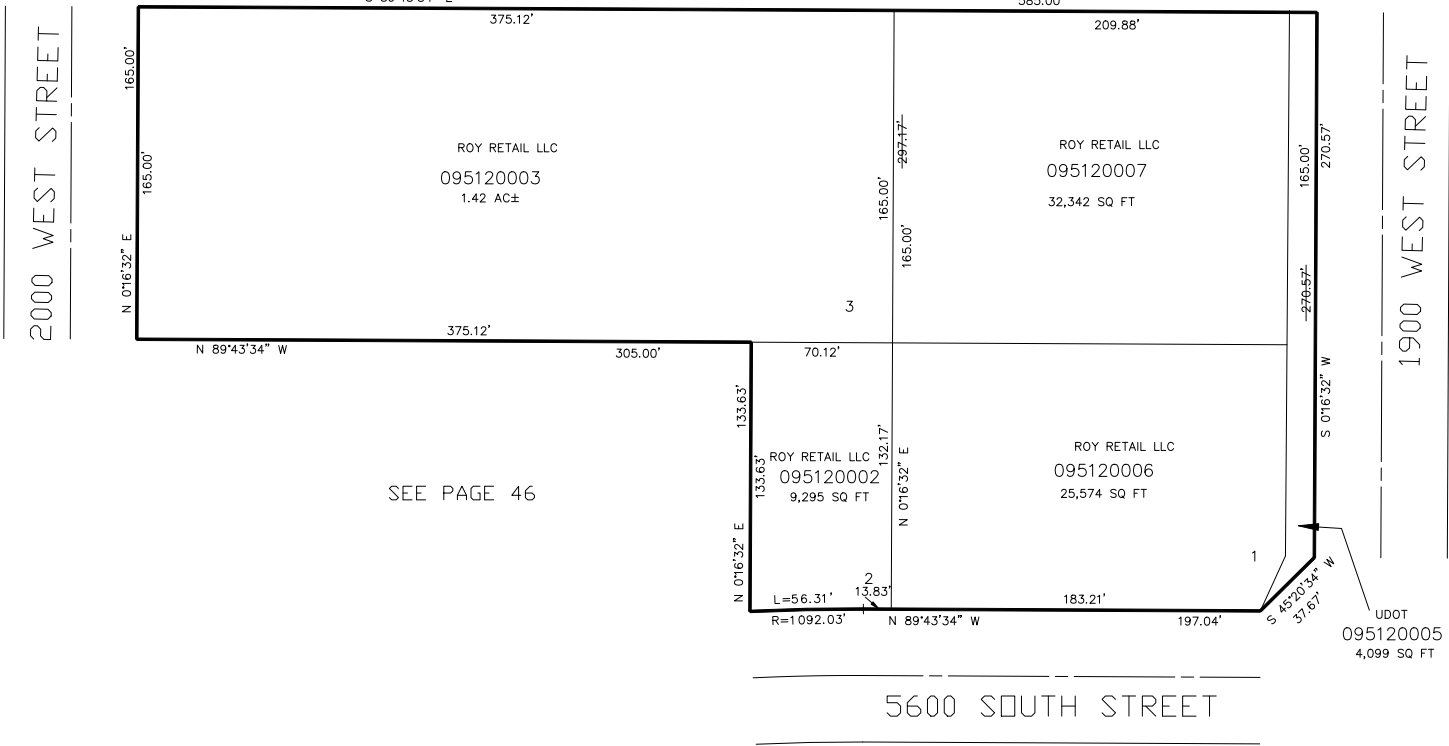 375.12'
585.00
209.88'
2000 WEST STREET
165.00'
165.00'
N 0°16'32" E
ROY RETAIL LLC
095120003
1.42 AC±
297.17'
165.00'
165.00'
3
ROY RETAIL LLC
095120007
32,342 SQ FT
165.00'
270.57'
270.57'
S 0°16'32" W
1900 WEST STREET
375.12'
N 89°43'34" W
305.00'
70.12'
SEE PAGE 46
133.63'
133.63'
N 0°16'32" E
ROY RETAIL LLC
095120002
9,295 SQ FT
132.17'
N 0°16'32" E
ROY RETAIL LLC
095120006
25,574 SQ FT
1
2
13.83'
L=56.31'
R=1092.03'
N 89°43'34" W
183.21'
197.04'
S 45°20'34" W
37.67'
UDOT
095120005
4,099 SQ FT
5600 SOUTH STREET